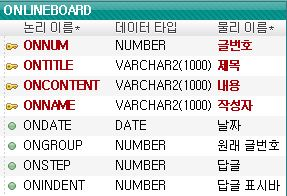 ONLINEBOARD
논리 이름* 데이터 타입 물리 이름*
ONNUM NUMBER 글번호
ONTITLE VARCHAR2(1000) 제목
ONCONTENT VARCHAR2(1000) 내용
ONNAME VARCHAR2(1000) 작성자
ONDATE DATE 날짜
ONGROUP NUMBER 원래 글번호
ONSTEP NUMBER 답글
ONINDENT NUMBER 답글 표시바